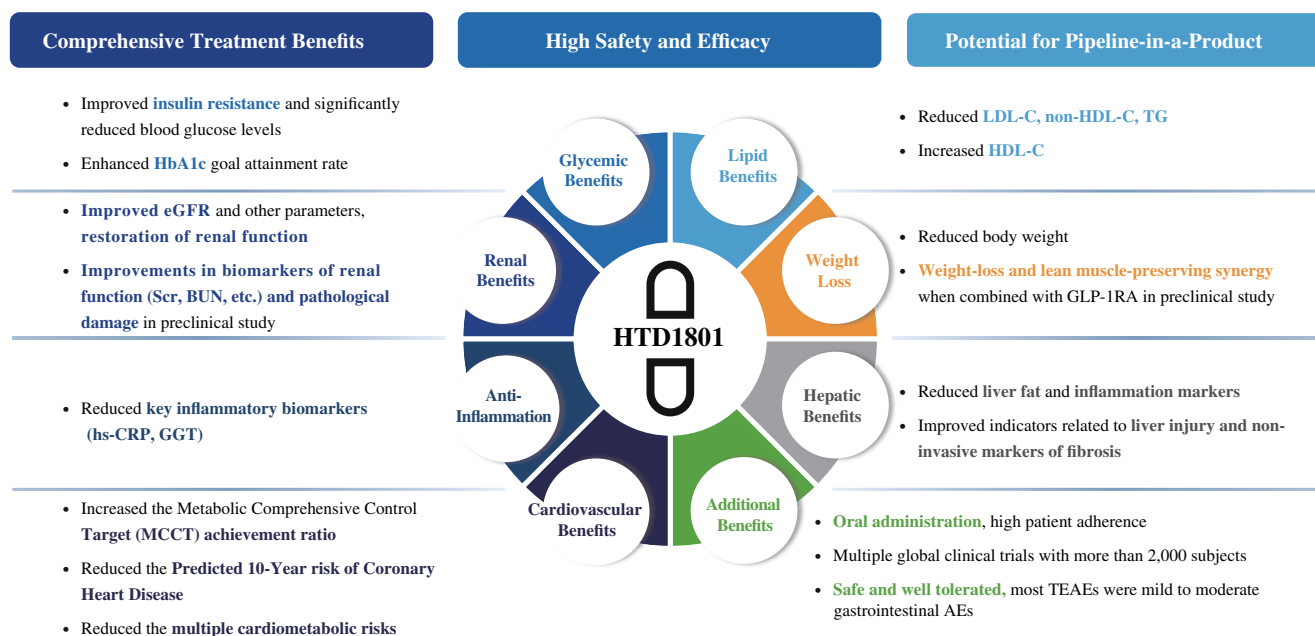 Comprehensive Treatment Benefits
High Safety and Efficacy
Potential for Pipeline-in-a-Product
• Improved insulin resistance and significantly
reduced blood glucose levels
• Enhanced HbA1c goal attainment rate
• Improved eGFR and other parameters,
restoration of renal function
• Improvements in biomarkers of renal
function (Scr, BUN, etc.) and pathological
damage in preclinical study
• Reduced key inflammatory biomarkers
(hs-CRP, GGT)
• Increased the Metabolic Comprehensive Control
Target (MCCT) achievement ratio
• Reduced the Predicted 10-Year risk of Coronary
Heart Disease
• Reduced the multiple cardiometabolic risks
Glycemic
Benefits
Lipid
Benefits
Renal
Benefits
Weight
Loss
HTD1801
Anti-
Inflammation
Hepatic
Benefits
Cardiovascular
Benefits
Additional
Benefits
• Reduced LDL-C, non-HDL-C, TG
• Increased HDL-C
• Reduced body weight
• Weight-loss and lean muscle-preserving synergy
when combined with GLP-1RA in preclinical study
• Reduced liver fat and inflammation markers
• Improved indicators related to liver injury and non-
invasive markers of fibrosis
• Oral administration, high patient adherence
• Multiple global clinical trials with more than 2,000 subjects
• Safe and well tolerated, most TEAEs were mild to moderate
gastrointestinal AEs